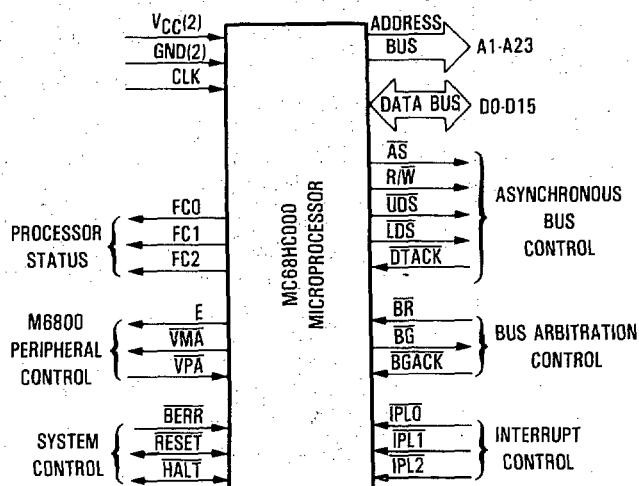 VCC(2)
GND(2)
CLK
FC0
FC1
FC2
PROCESSOR
STATUS
E
VMA
VPA
M6800
PERIPHERAL
CONTROL
BERR
RESET
HALT
SYSTEM
CONTROL
MC68HC000
MICROPROCESSOR
ADDRESS
BUS
A1-A23
DATA BUS
D0-D15
AS
R/W
UDS
LDS
DTACK
ASYNCHRONOUS
BUS
CONTROL
BR
BG
BGACK
BUS ARBITRATION
CONTROL
IPL0
IPL1
IPL2
INTERRUPT
CONTROL